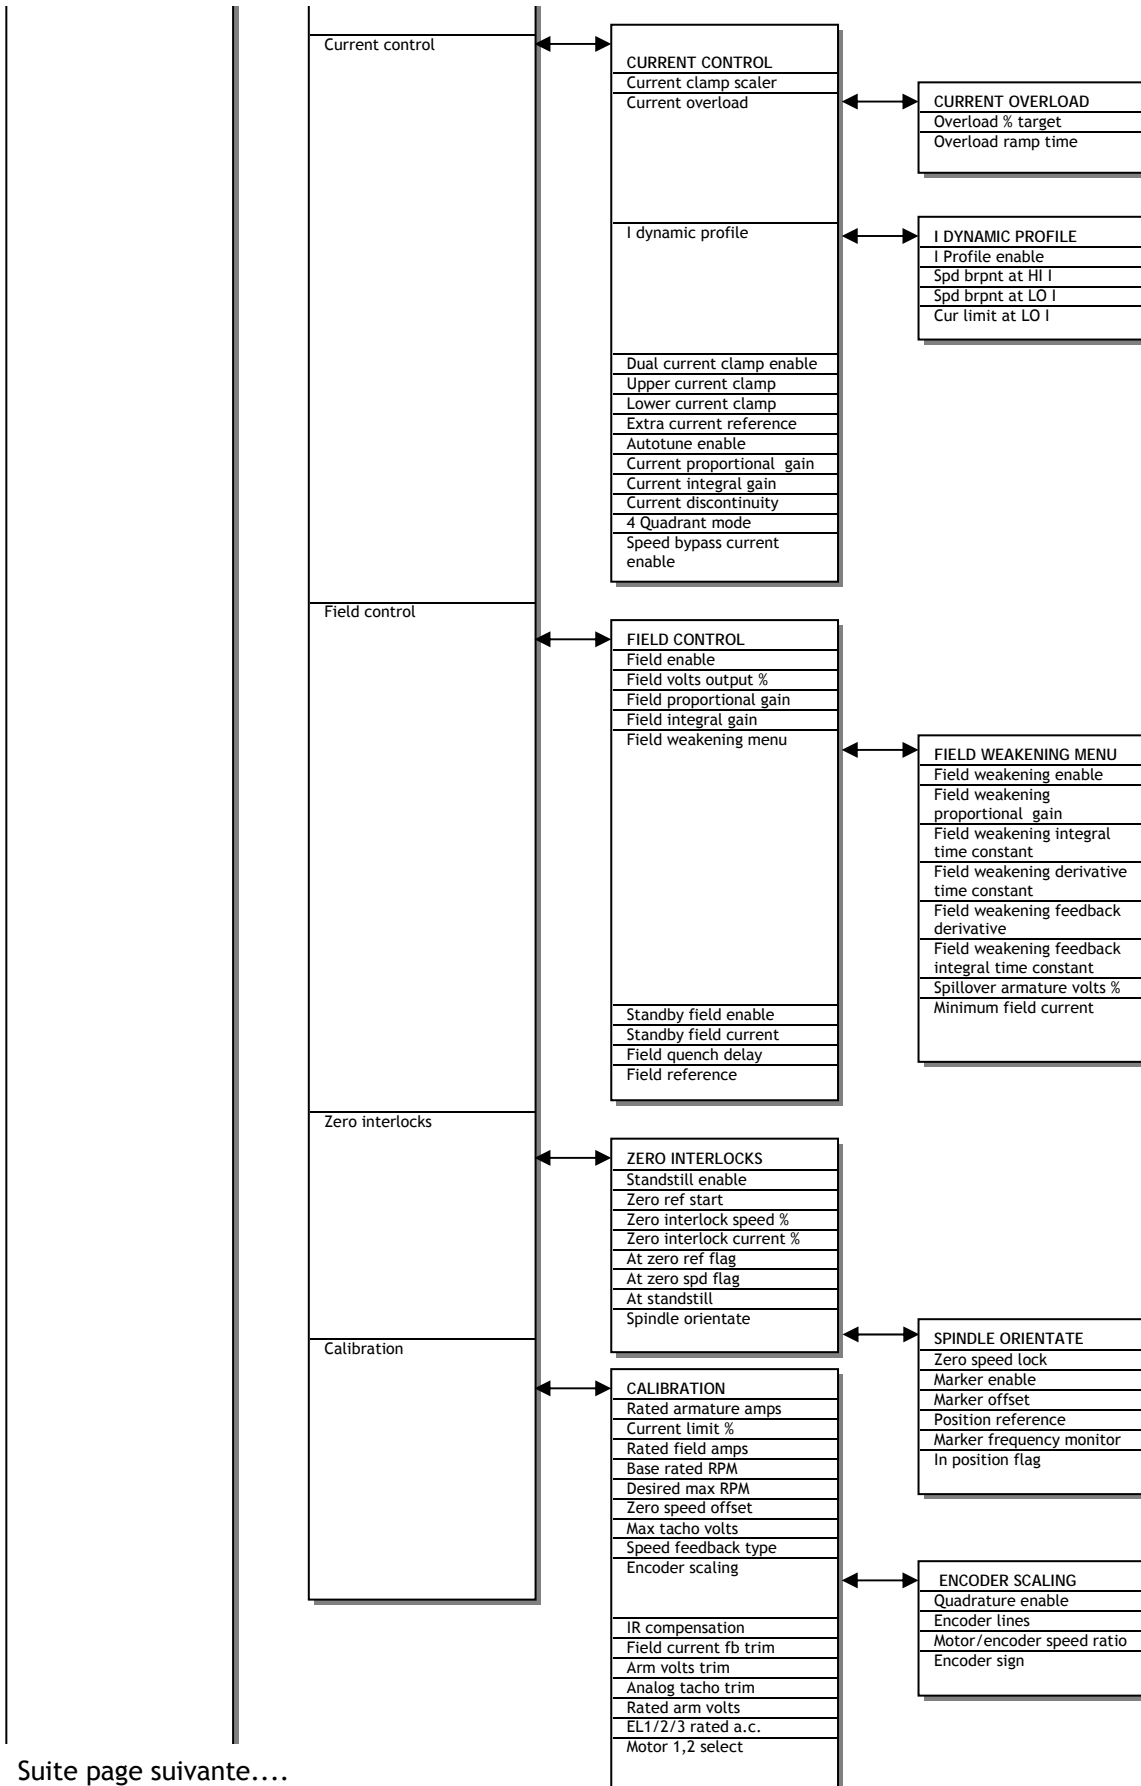 Current control
CURRENT CONTROL
Current clamp scaler
Current overload
CURRENT OVERLOAD
Overload % target
Overload ramp time
I dynamic profile
I DYNAMIC PROFILE
I Profile enable
Spd brpnt at HI I
Spd brpnt at LO I
Cur limit at LO I
Dual current clamp enable
Upper current clamp
Lower current clamp
Extra current reference
Autotune enable
Current proportional  gain
Current integral gain
Current discontinuity
4 Quadrant mode
Speed bypass current
enable
Field control
FIELD CONTROL
Field enable
Field volts output %
Field proportional gain
Field integral gain
Field weakening menu
FIELD WEAKENING MENU
Field weakening enable
Field weakening
proportional  gain
Field weakening integral
time constant
Field weakening derivative
time constant
Field weakening feedback
derivative
Field weakening feedback
integral time constant
Spillover armature volts %
Minimum field current
Standby field enable
Standby field current
Field quench delay
Field reference
Zero interlocks
ZERO INTERLOCKS
Standstill enable
Zero ref start
Zero interlock speed %
Zero interlock current %
At zero ref flag
At zero spd flag
At standstill
Spindle orientate
SPINDLE ORIENTATE
Zero speed lock
Marker enable
Marker offset
Position reference
Marker frequency monitor
In position flag
Calibration
CALIBRATION
Rated armature amps
Current limit %
Rated field amps
Base rated RPM
Desired max RPM
Zero speed offset
Max tacho volts
Speed feedback type
Encoder scaling
ENCODER SCALING
Quadrature enable
Encoder lines
Motor/encoder speed ratio
Encoder sign
IR compensation
Field current fb trim
Arm volts trim
Analog tacho trim
Rated arm volts
EL1/2/3 rated a.c.
Motor 1,2 select
Suite page suivante....